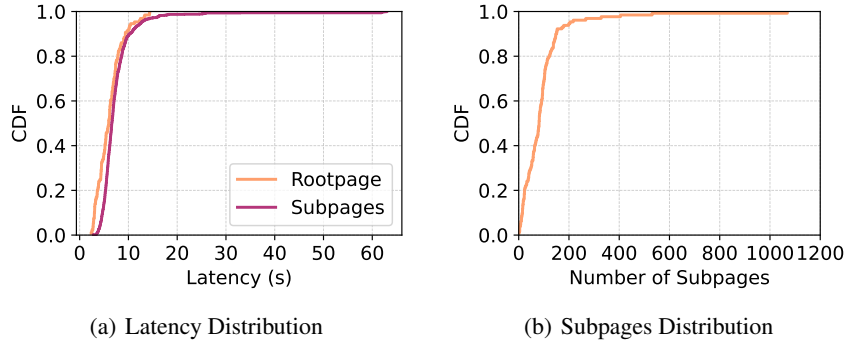 1.0
0.8
0.6
0.4
0.2
0.0
CDF
0 10 20 30 40 50 60
Latency (s)
Rootpage
Subpages
(a) Latency Distribution
1.0
0.8
0.6
0.4
0.2
0.0
CDF
0 200 400 600 800 1000 1200
Number of Subpages
(b) Subpages Distribution